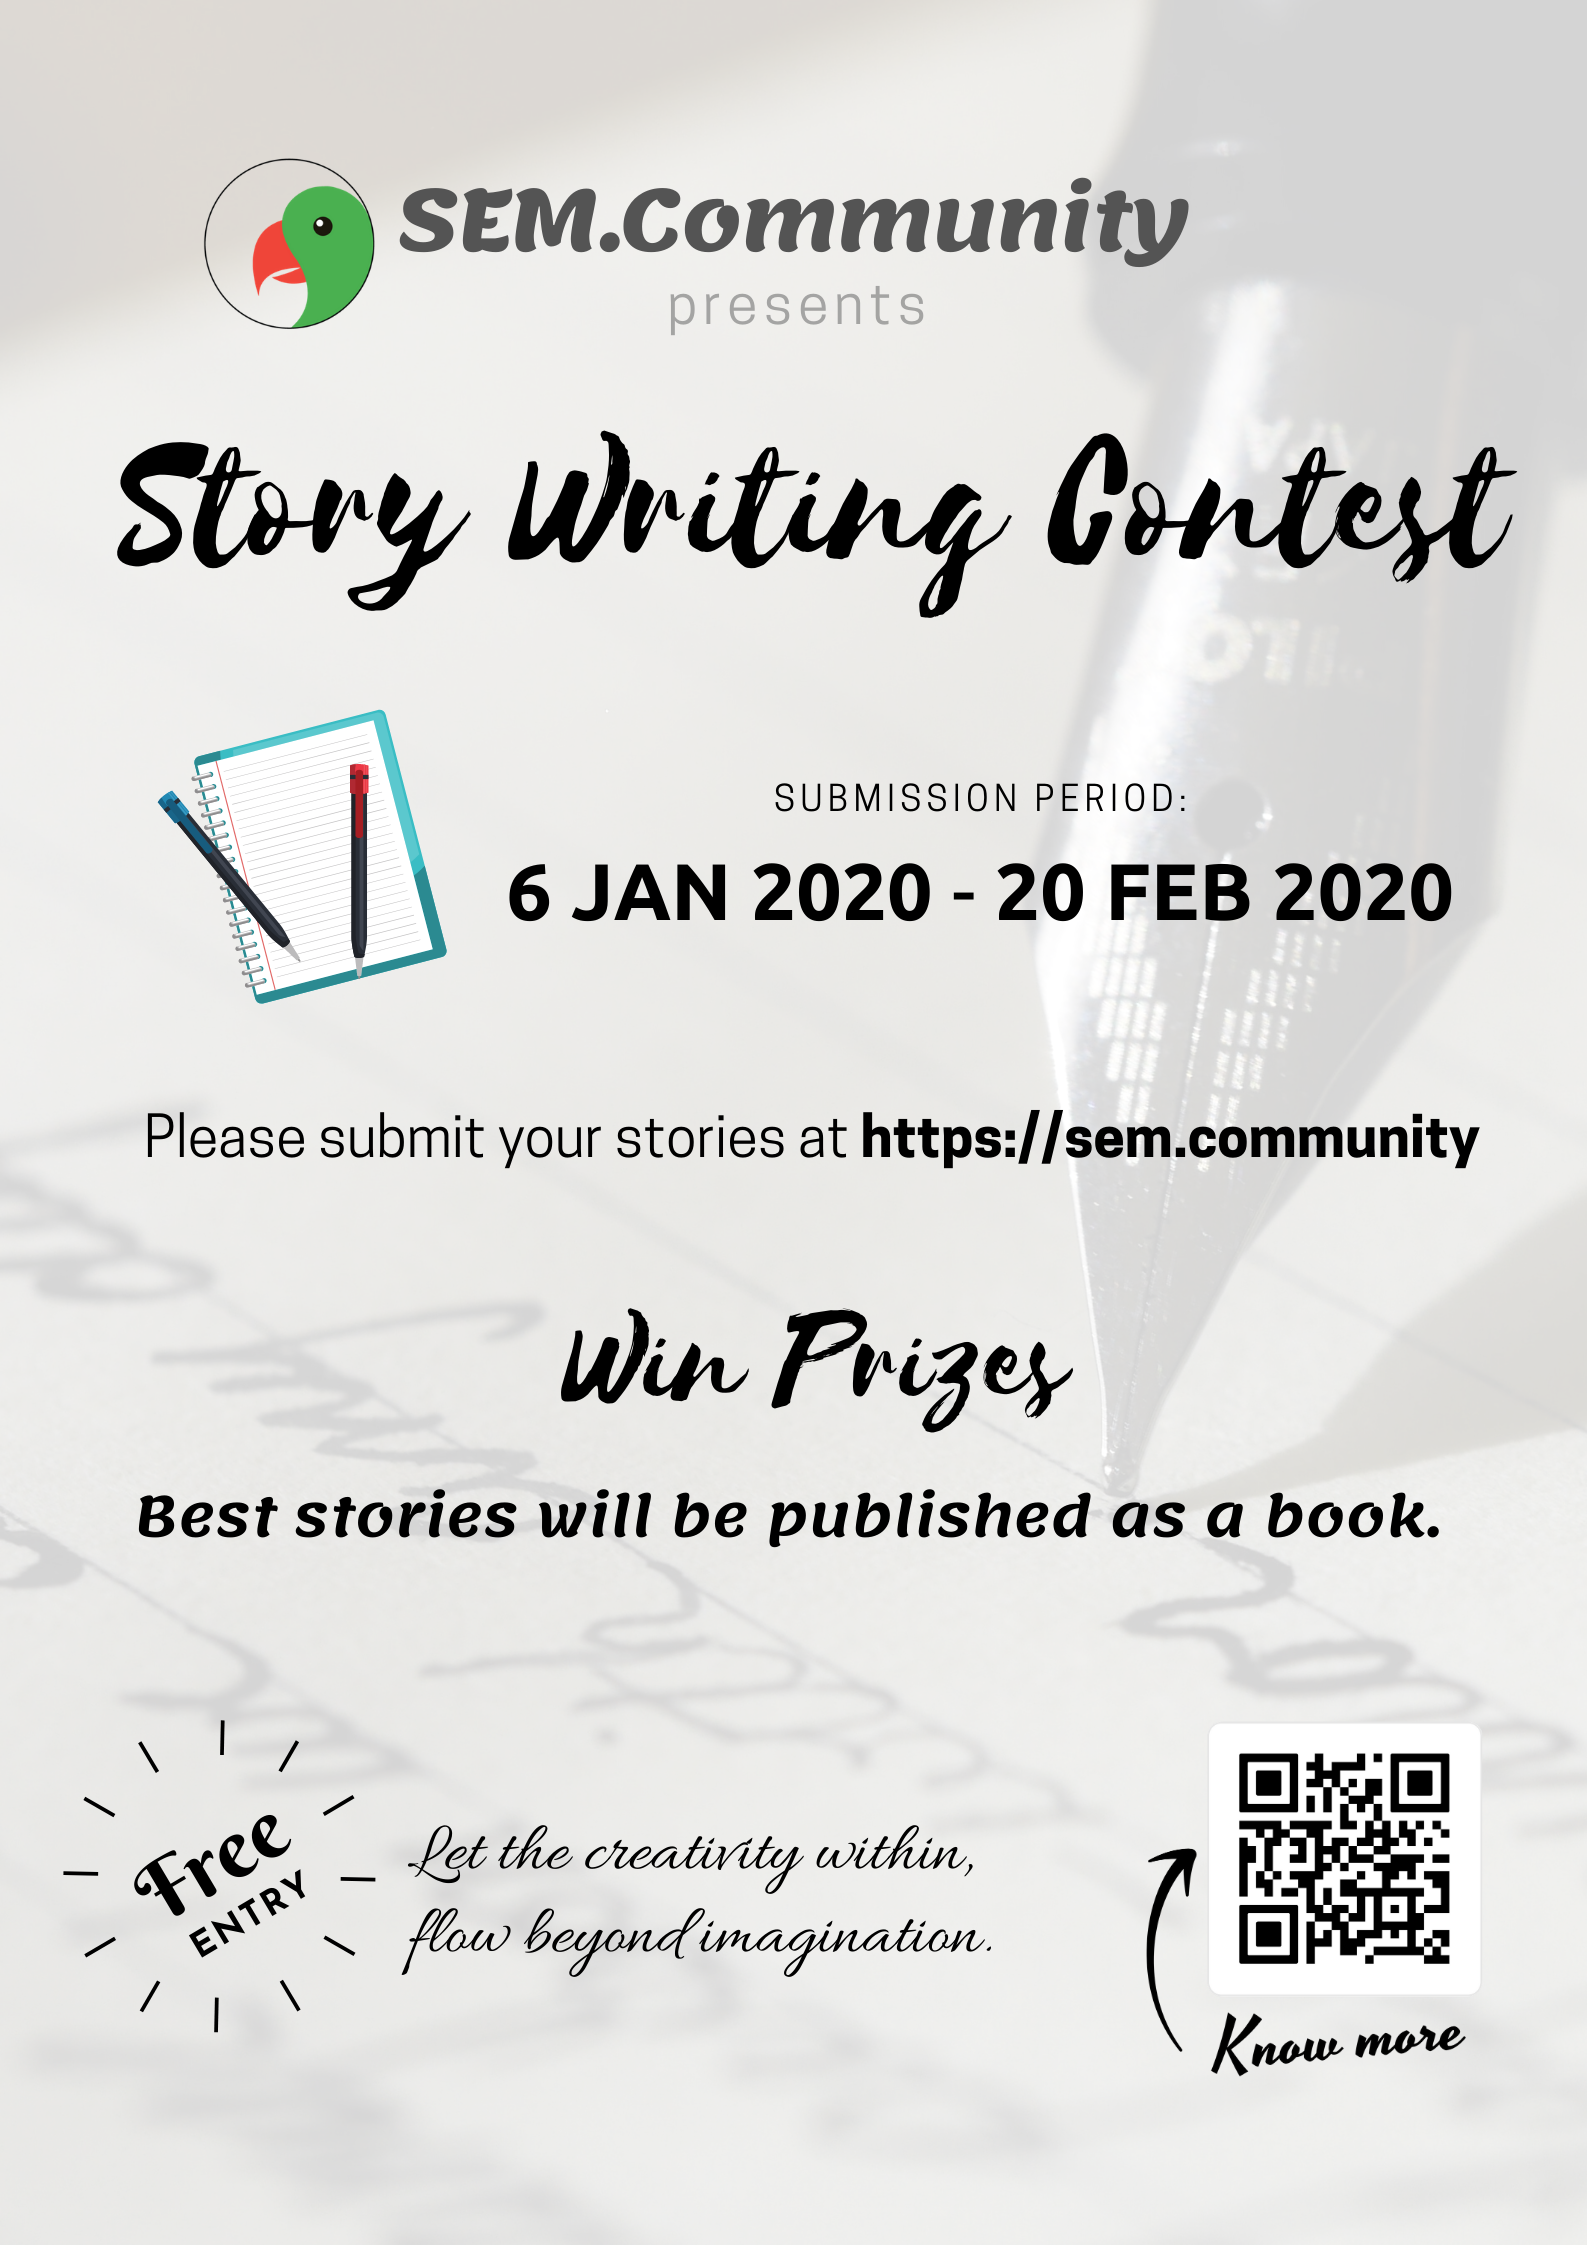 SEM.Community
presents
Story Writing Contest
SUBMISSION PERIOD:
6 JAN 2020 - 20 FEB 2020
Please submit your stories at https://sem.community
Win Prizes
Best stories will be published as a book.
Free
ENTRY
Let the creativity within,
flow beyond imagination.
Know more